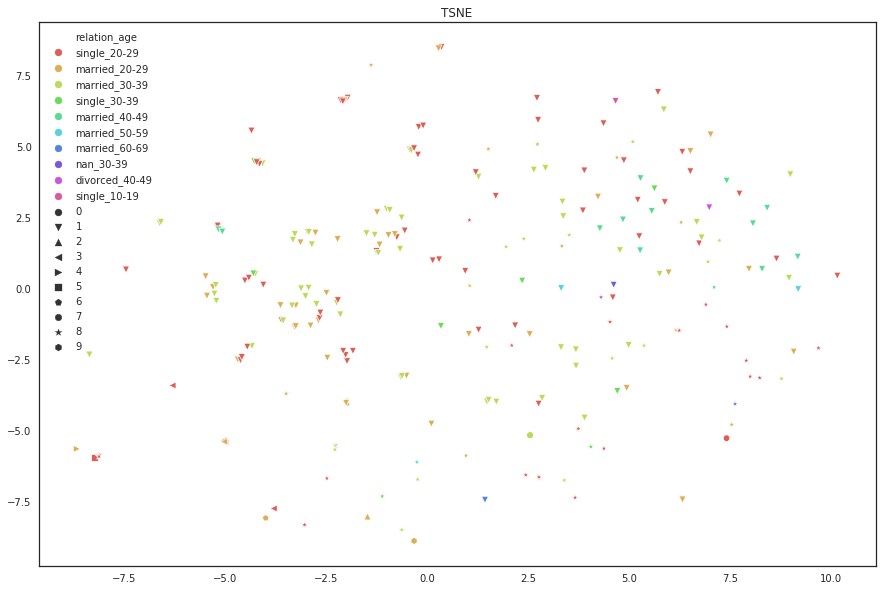 TSNE
relation_age
single_20-29
married_20-29
married_30-39
single_30-39
married_40-49
married_50-59
married_60-69
nan_30-39
divorced_40-49
single_10-19
0
1
2
3
4
5
6
7
8
9
7.5
5.0
2.5
0.0
−2.5
−5.0
−7.5
−7.5
−5.0
−2.5
0.0
2.5
5.0
7.5
10.0